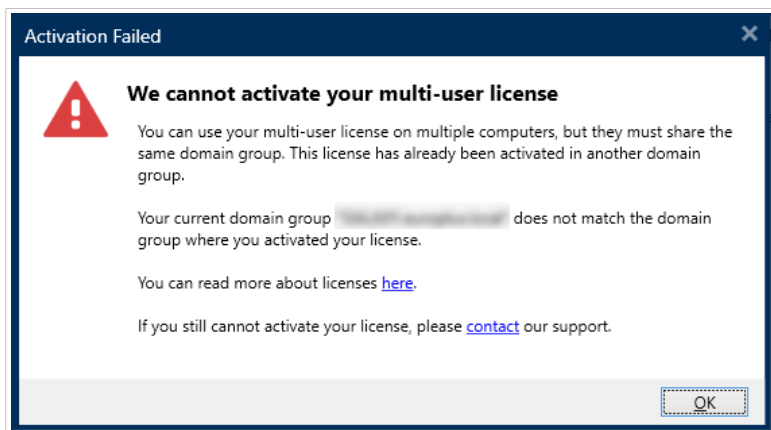 Activation Failed
We cannot activate your multi-user license
You can use your multi-user license on multiple computers, but they must share the
same domain group. This license has already been activated in another domain
group.
Your current domain group does not match the domain
group where you activated your license.
You can read more about licenses here.
If you still cannot activate your license, please contact our support.
OK